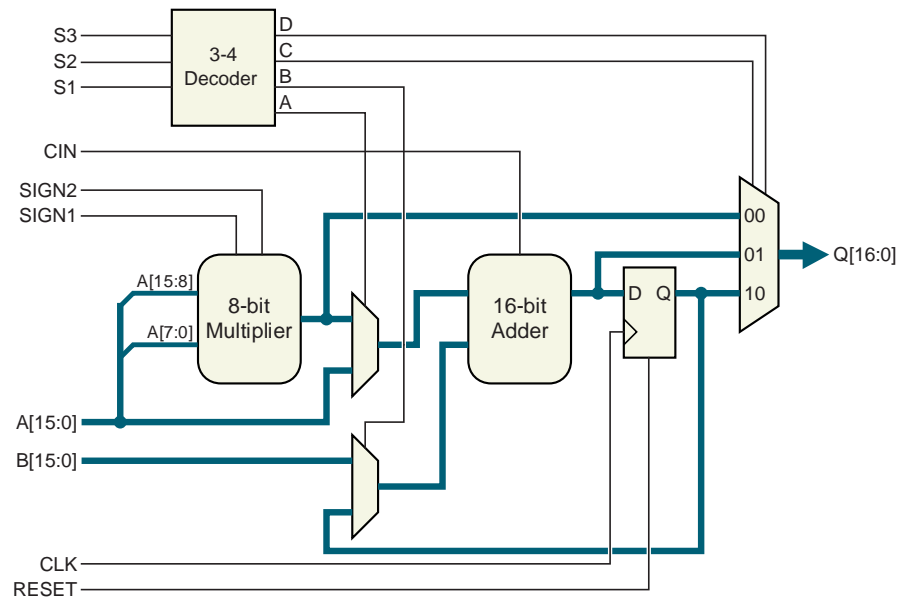 S3
S2
S1
3-4
Decoder
D
C
B
A
CIN
SIGN2
SIGN1
A[15:8]
A[7:0]
8-bit
Multiplier
16-bit
Adder
D Q
00
01
10
Q[16:0]
A[15:0]
B[15:0]
CLK
RESET